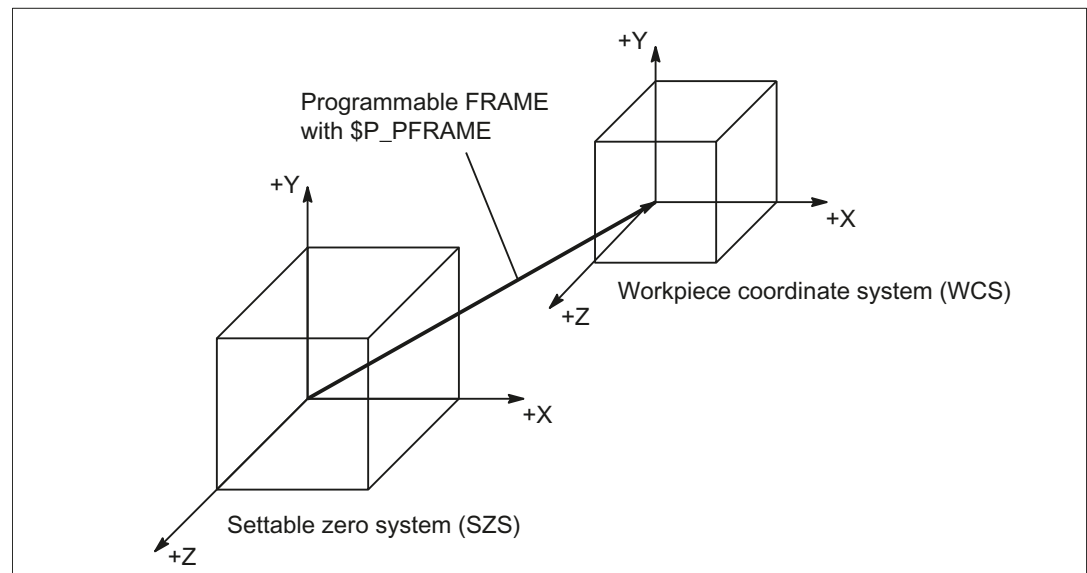 +Y
Programmable FRAME
with $P_PFRAME
+Y
+X
Workpiece coordinate system (WCS)
+Z
+X
Settable zero system (SZS)
+Z